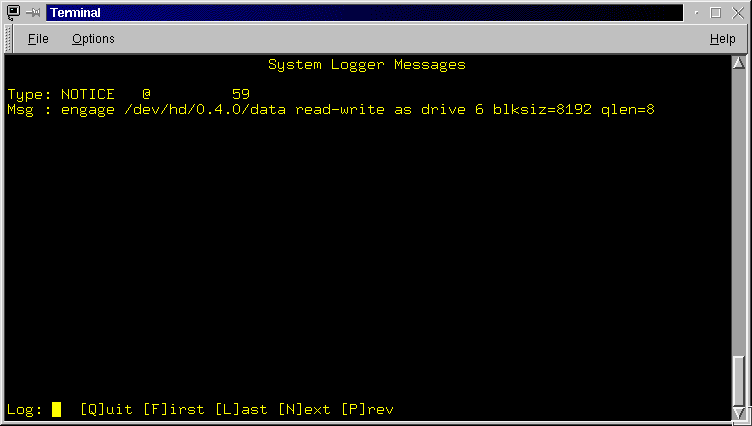 Terminal
File Options Help
System Logger Messages
Type: NOTICE @ 59
Msg : engage /dev/hd/0.4.0/data read-write as drive 6 blksiz=8192 qlen=8
Log: [Q]uit [F]irst [L]ast [N]ext [P]rev